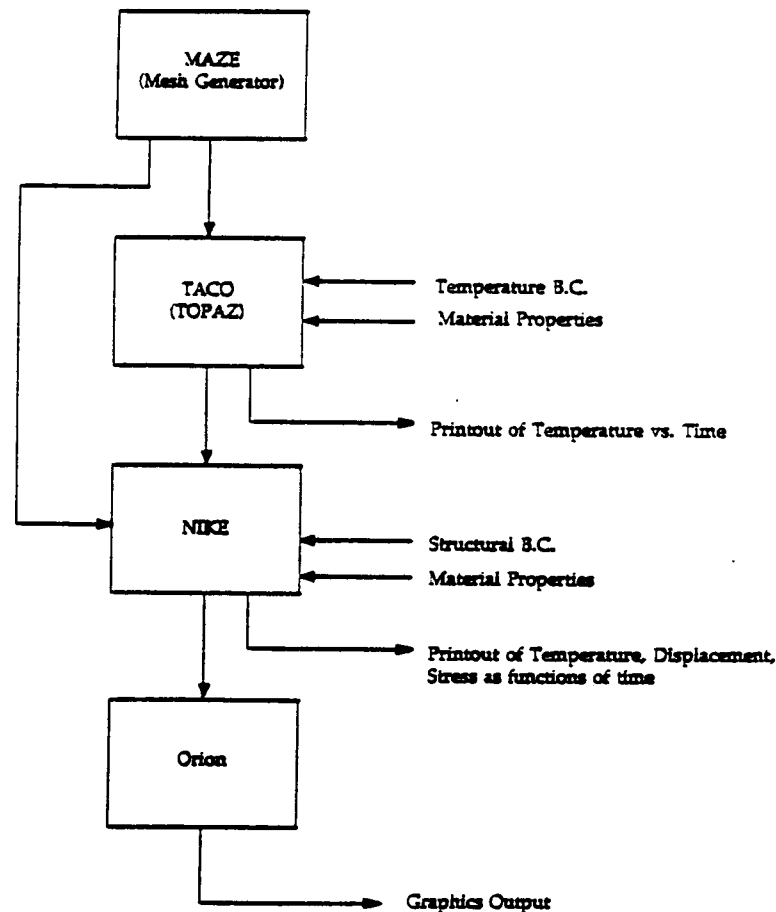 MAZE
(Mesh Generator)
TACO
(TOPAZ)
Temperature B.C.
Material Properties
Printout of Temperature vs. Time
NIKE
Structural B.C.
Material Properties
Printout of Temperature, Displacement,
Stress as functions of time
Orion
Graphics Output